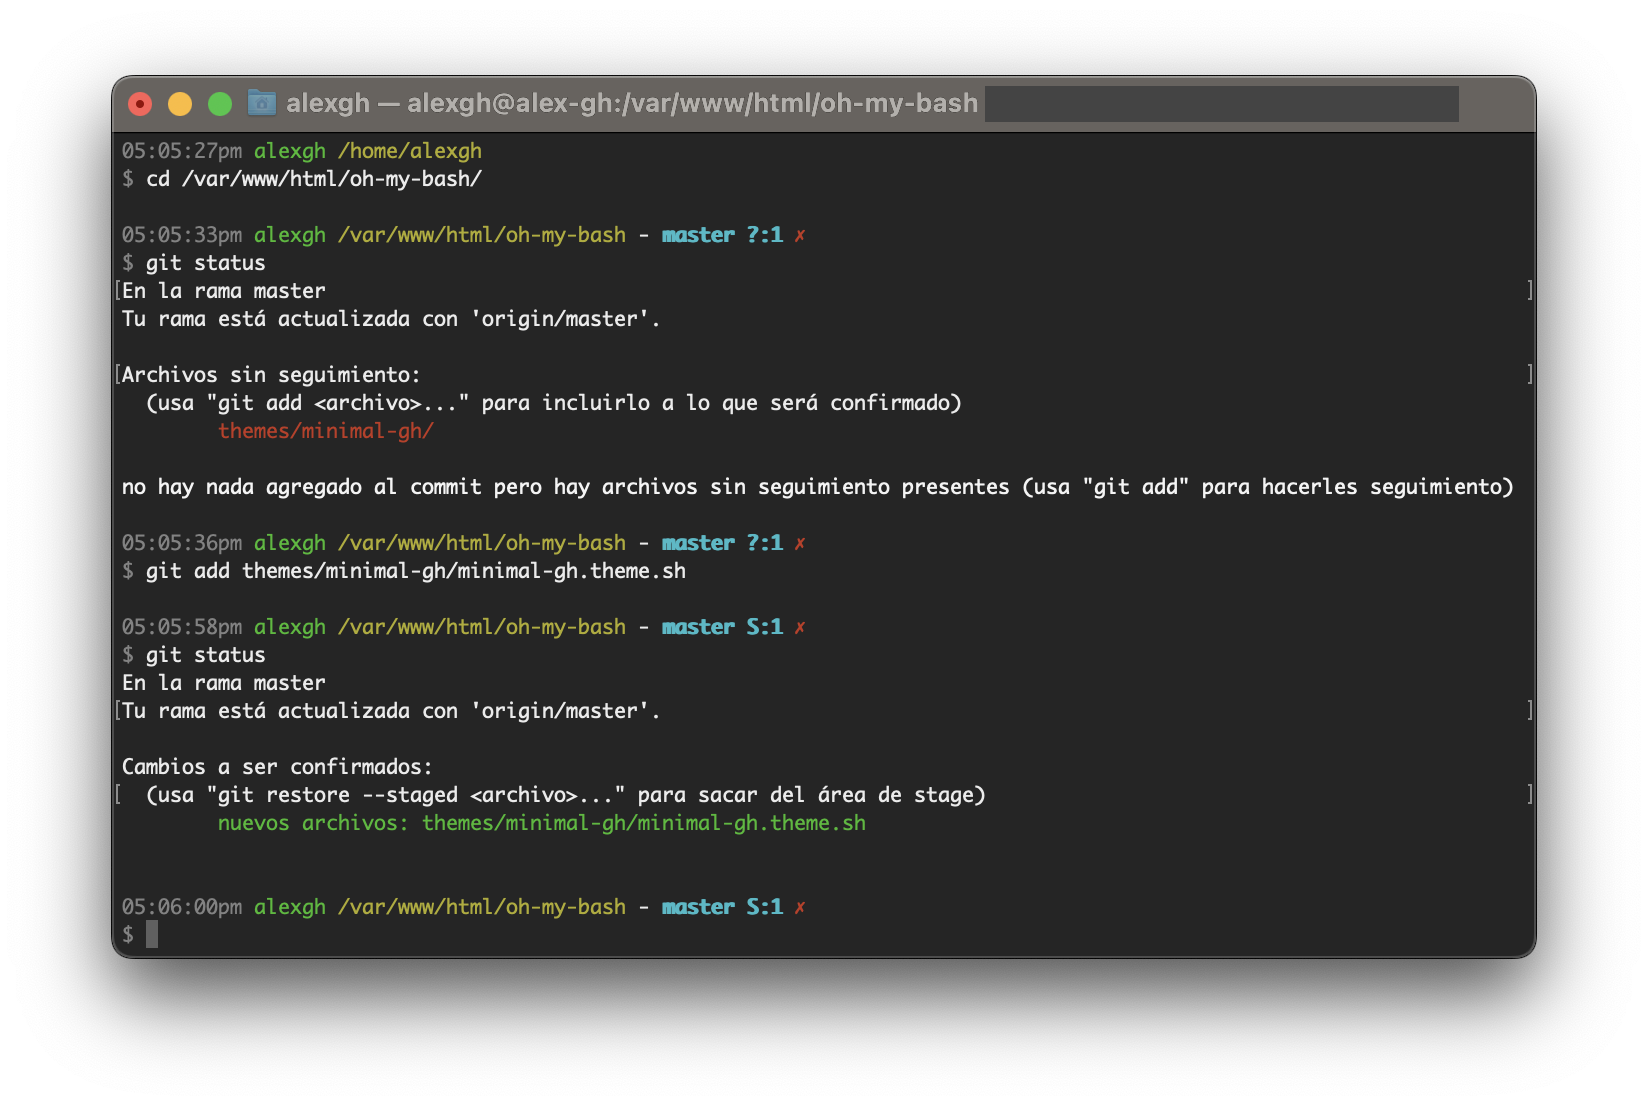 alexgh — alexgh@alex-gh:/var/www/html/oh-my-bash
05:05:27pm alexgh /home/alexgh
$ cd /var/www/html/oh-my-bash/
05:05:33pm alexgh /var/www/html/oh-my-bash - master ?:1 ✗
$ git status
[En la rama master ]
Tu rama está actualizada con 'origin/master'.
[Archivos sin seguimiento: ]
(usa "git add <archivo>..." para incluirlo a lo que será confirmado)
themes/minimal-gh/
no hay nada agregado al commit pero hay archivos sin seguimiento presentes (usa "git add" para hacerles seguimiento)
05:05:36pm alexgh /var/www/html/oh-my-bash - master ?:1 ✗
$ git add themes/minimal-gh/minimal-gh.theme.sh
05:05:58pm alexgh /var/www/html/oh-my-bash - master S:1 ✗
$ git status
En la rama master
[Tu rama está actualizada con 'origin/master'. ]
Cambios a ser confirmados:
[ (usa "git restore --staged <archivo>..." para sacar del área de stage) ]
nuevos archivos: themes/minimal-gh/minimal-gh.theme.sh
05:06:00pm alexgh /var/www/html/oh-my-bash - master S:1 ✗
$